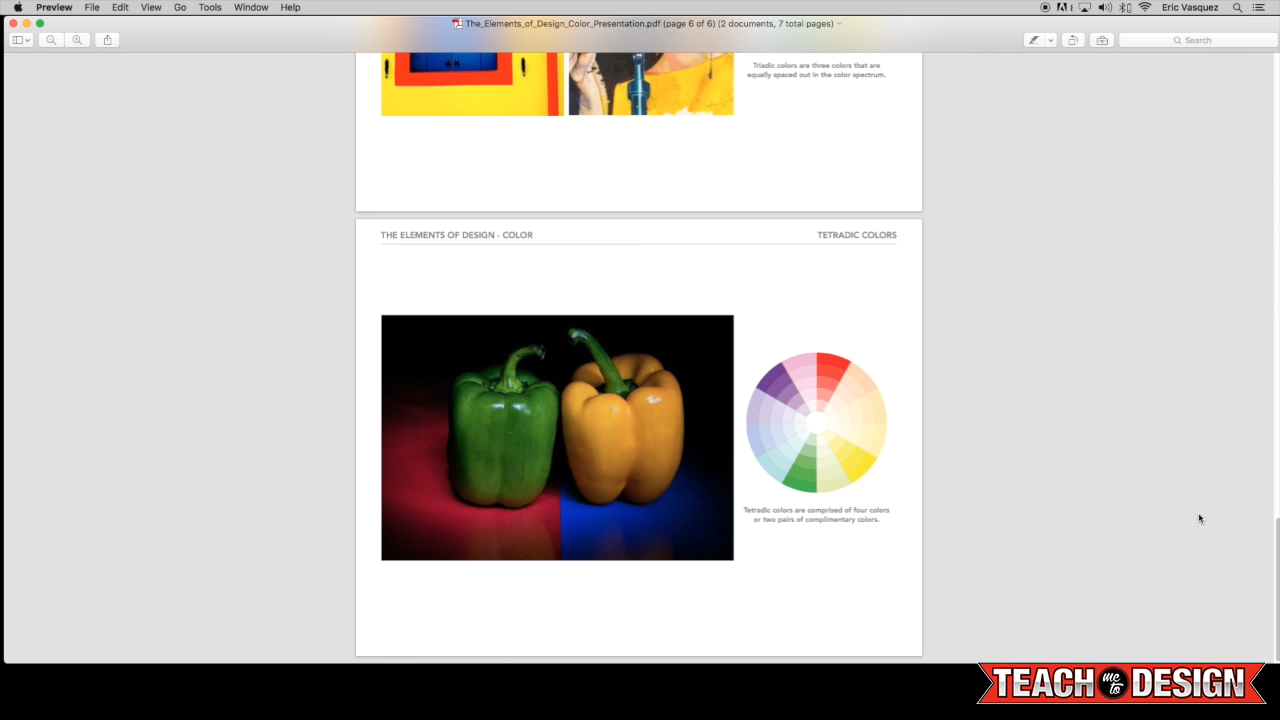 Preview File Edit View Go Tools Window Help Eric Vasquez
The_Elements_of_Design_Color_Presentation.pdf (page 6 of 6) (2 documents, 7 total pages)
Search
Triadic colors are three colors that are
equally spaced out in the color spectrum.
THE ELEMENTS OF DESIGN - COLOR TETRADIC COLORS
Tetradic colors are comprised of four colors
or two pairs of complimentary colors.
TEACH me to DESIGN